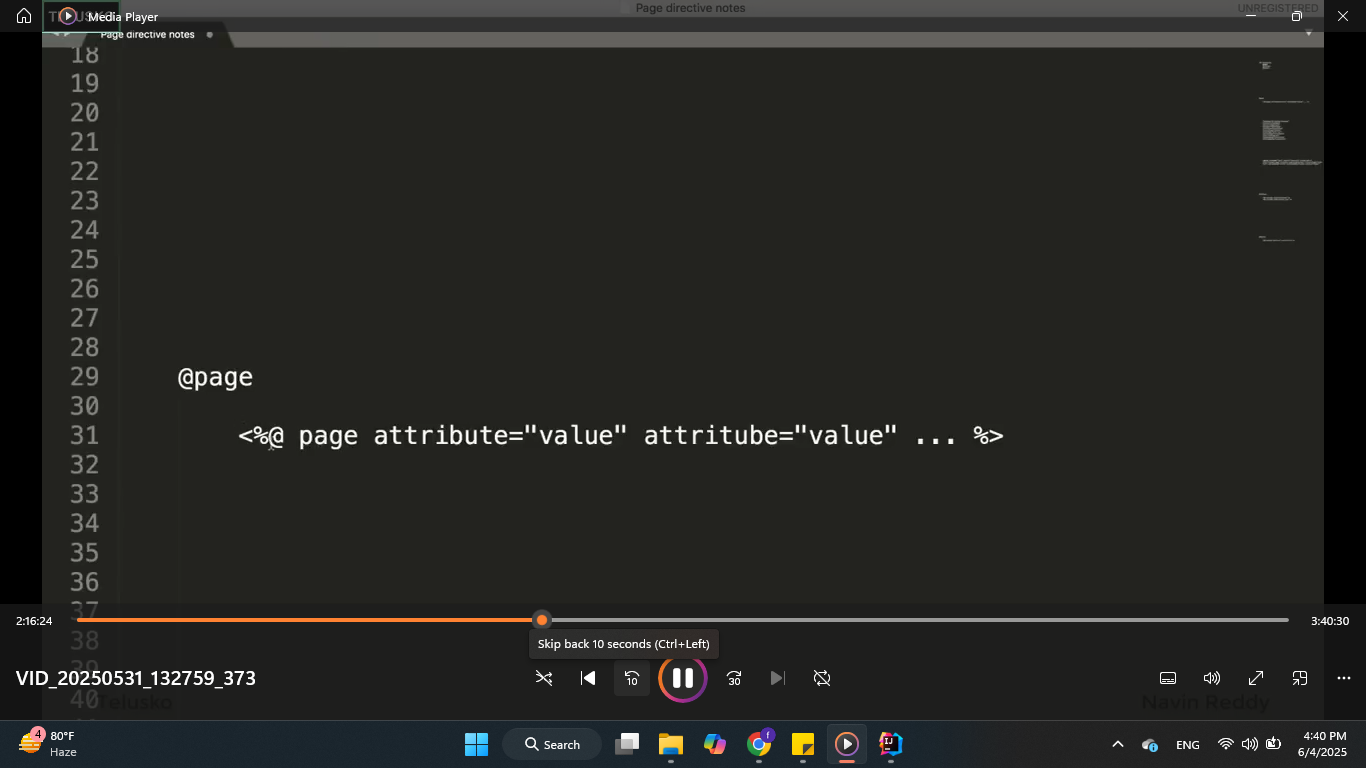 Media Player
Page directive notes
UNREGISTERED
Page directive notes
18
19
20
21
22
23
24
25
26
27
28
29 @page
30
31 <%@ page attribute="value" attritube="value" ... %>
32
33
34
35
36
37
38
39
40
Telusko
Navin Reddy
2:16:24
3:40:30
Skip back 10 seconds (Ctrl+Left)
VID_20250531_132759_373
10
30
4
80°F
Haze
Search
f
ENG
4:40 PM
6/4/2025